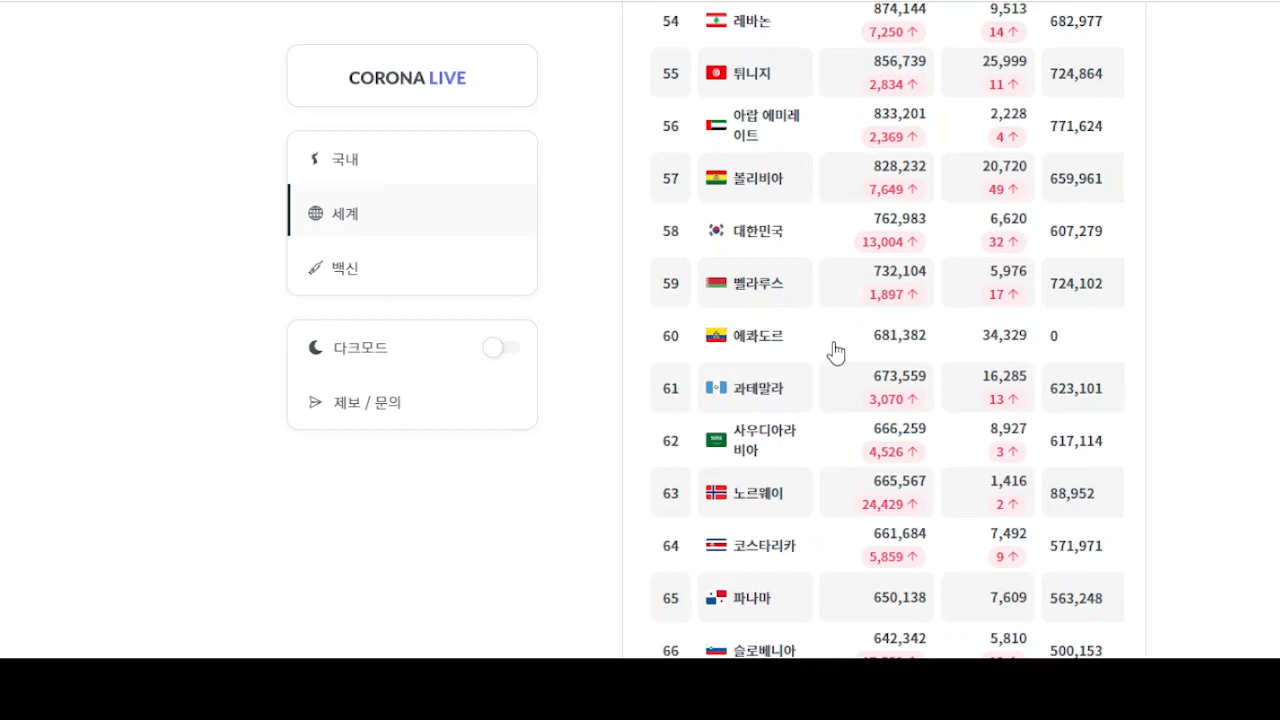 CORONA LIVE
국내
세계
백신
다크모드
제보 / 문의
54 레바논 874,144 9,513 682,977
7,250 ↑ 14 ↑
55 튀니지 856,739 25,999 724,864
2,834 ↑ 11 ↑
56 아랍 에미레이트 833,201 2,228 771,624
2,369 ↑ 4 ↑
57 볼리비아 828,232 20,720 659,961
7,649 ↑ 49 ↑
58 대한민국 762,983 6,620 607,279
13,004 ↑ 32 ↑
59 벨라루스 732,104 5,976 724,102
1,897 ↑ 17 ↑
60 에콰도르 681,382 34,329 0
61 과테말라 673,559 16,285 623,101
3,070 ↑ 13 ↑
62 사우디아라비아 666,259 8,927 617,114
4,526 ↑ 3 ↑
63 노르웨이 665,567 1,416 88,952
24,429 ↑ 2 ↑
64 코스타리카 661,684 7,492 571,971
5,859 ↑ 9 ↑
65 파나마 650,138 7,609 563,248
66 슬로베니아 642,342 5,810 500,153